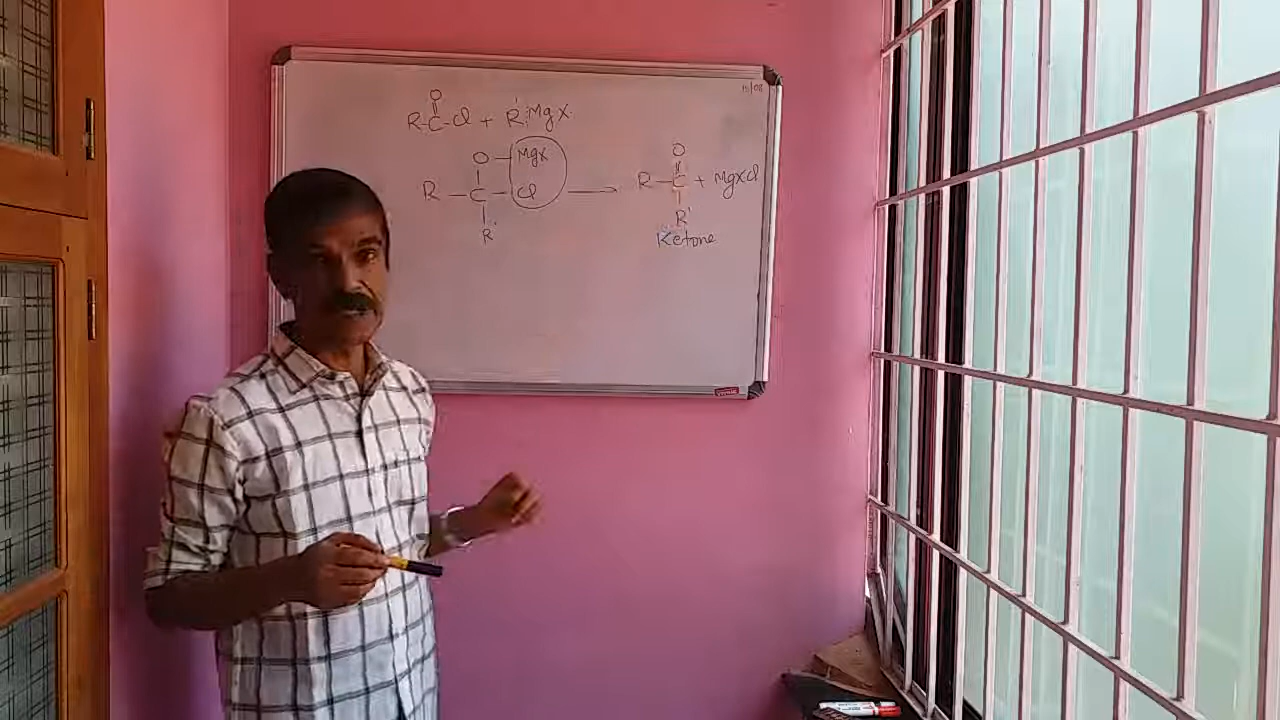 O
R-C-Cl + R'MgX
O — MgX
R — C — Cl ⟶
R'
O
R — C + MgXCl
R'
Ketone